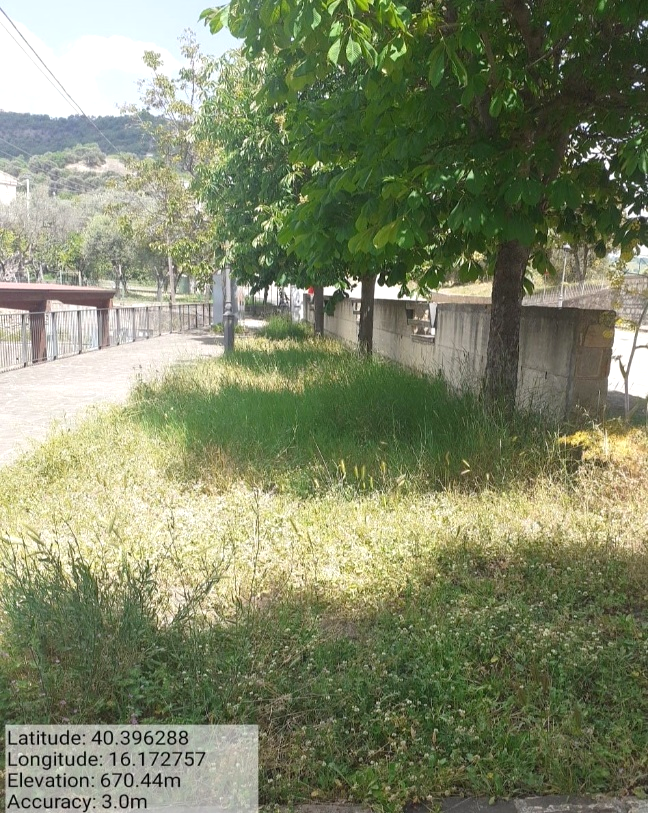 Latitude: 40.396288
Longitude: 16.172757
Elevation: 670.44m
Accuracy: 3.0m